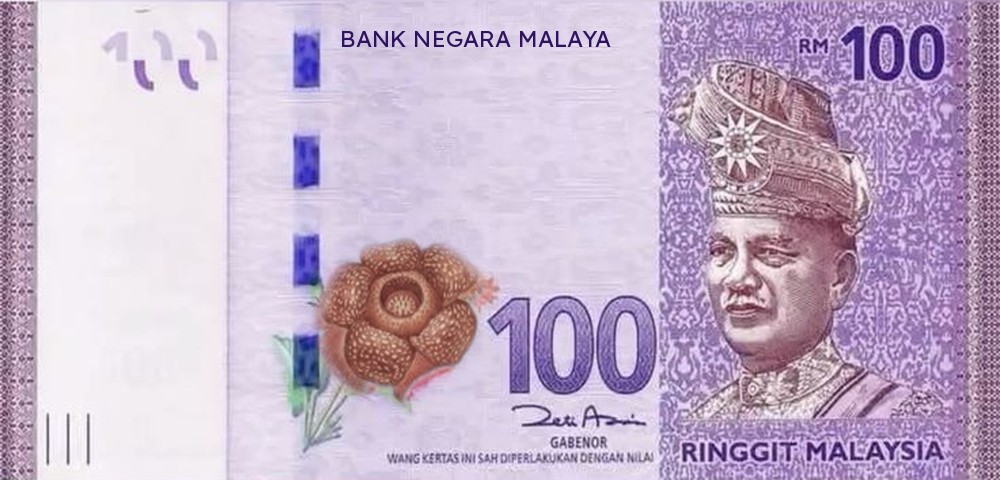 BANK NEGARA MALAYA
RM 100
100
GABENOR
WANG KERTAS INI SAH DIPERLAKUKAN DENGAN NILAI
RINGGIT MALAYSIA